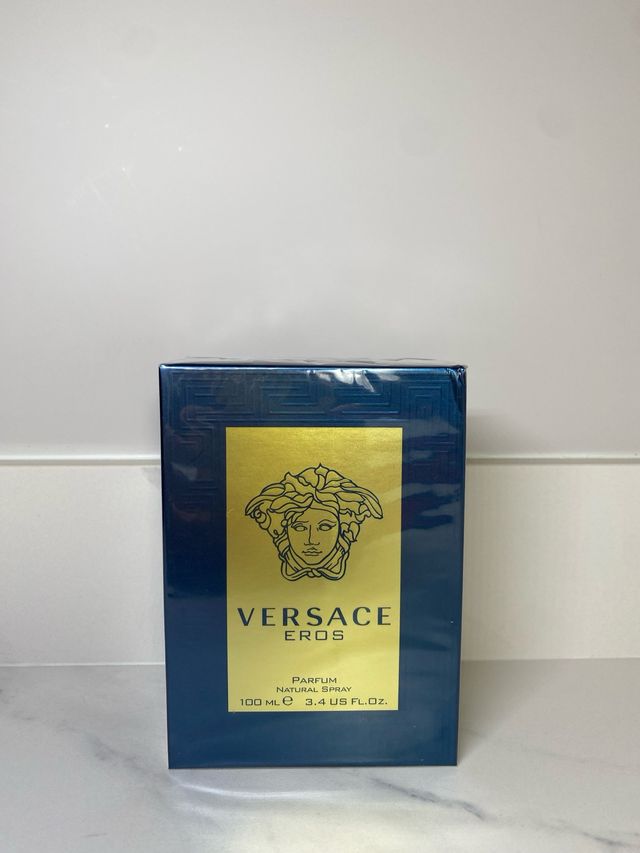 VERSACE
EROS
PARFUM
NATURAL SPRAY
100 ML ℮ 3.4 US FL.OZ.